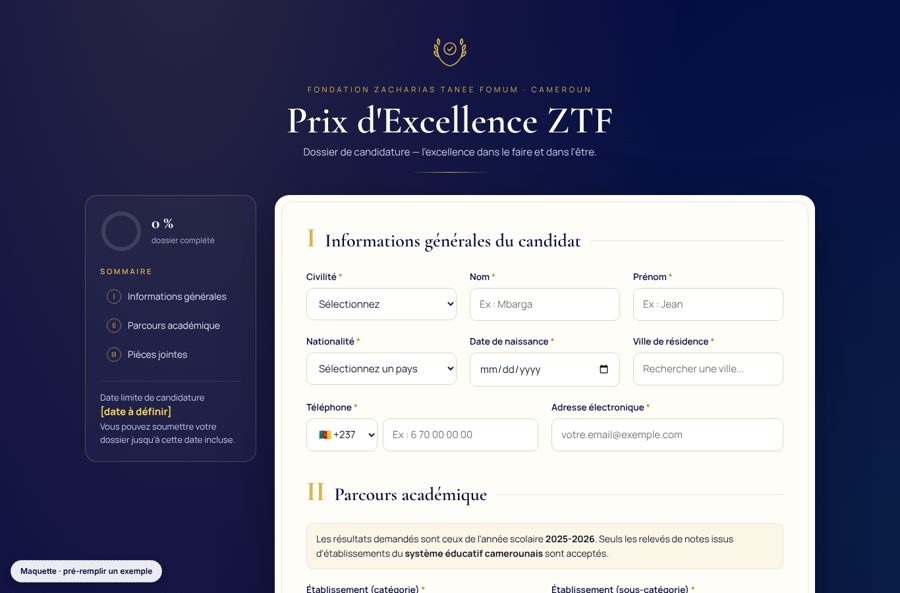 FONDATION ZACHARIAS TANEE FOMUM · CAMEROUN
Prix d'Excellence ZTF
Dossier de candidature — l'excellence dans le faire et dans l'être.
0 %
dossier complété
SOMMAIRE
I Informations générales
II Parcours académique
III Pièces jointes
Date limite de candidature
[date à définir]
Vous pouvez soumettre votre
dossier jusqu'à cette date incluse.
I Informations générales du candidat
Civilité * Nom * Prénom *
Sélectionnez Ex : Mbarga Ex : Jean
Nationalité * Date de naissance * Ville de résidence *
Sélectionnez un pays mm/dd/yyyy Rechercher une ville...
Téléphone * Adresse électronique *
+237 Ex : 6 70 00 00 00 votre.email@exemple.com
II Parcours académique
Les résultats demandés sont ceux de l'année scolaire 2025-2026. Seuls les relevés de notes issus
d'établissements du système éducatif camerounais sont acceptés.
Établissement (catégorie) * Établissement (sous-catégorie) *
Maquette · pré-remplir un exemple